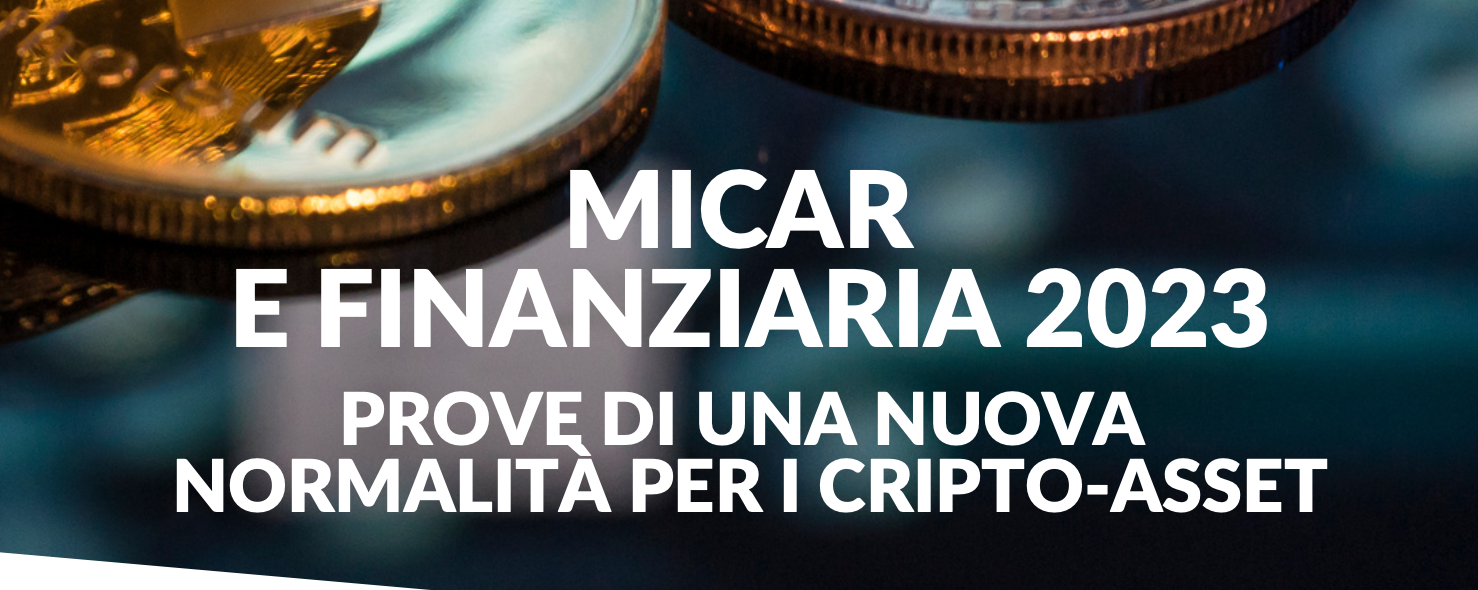 MICAR
E FINANZIARIA 2023
PROVE DI UNA NUOVA
NORMALITÀ PER I CRIPTO-ASSET